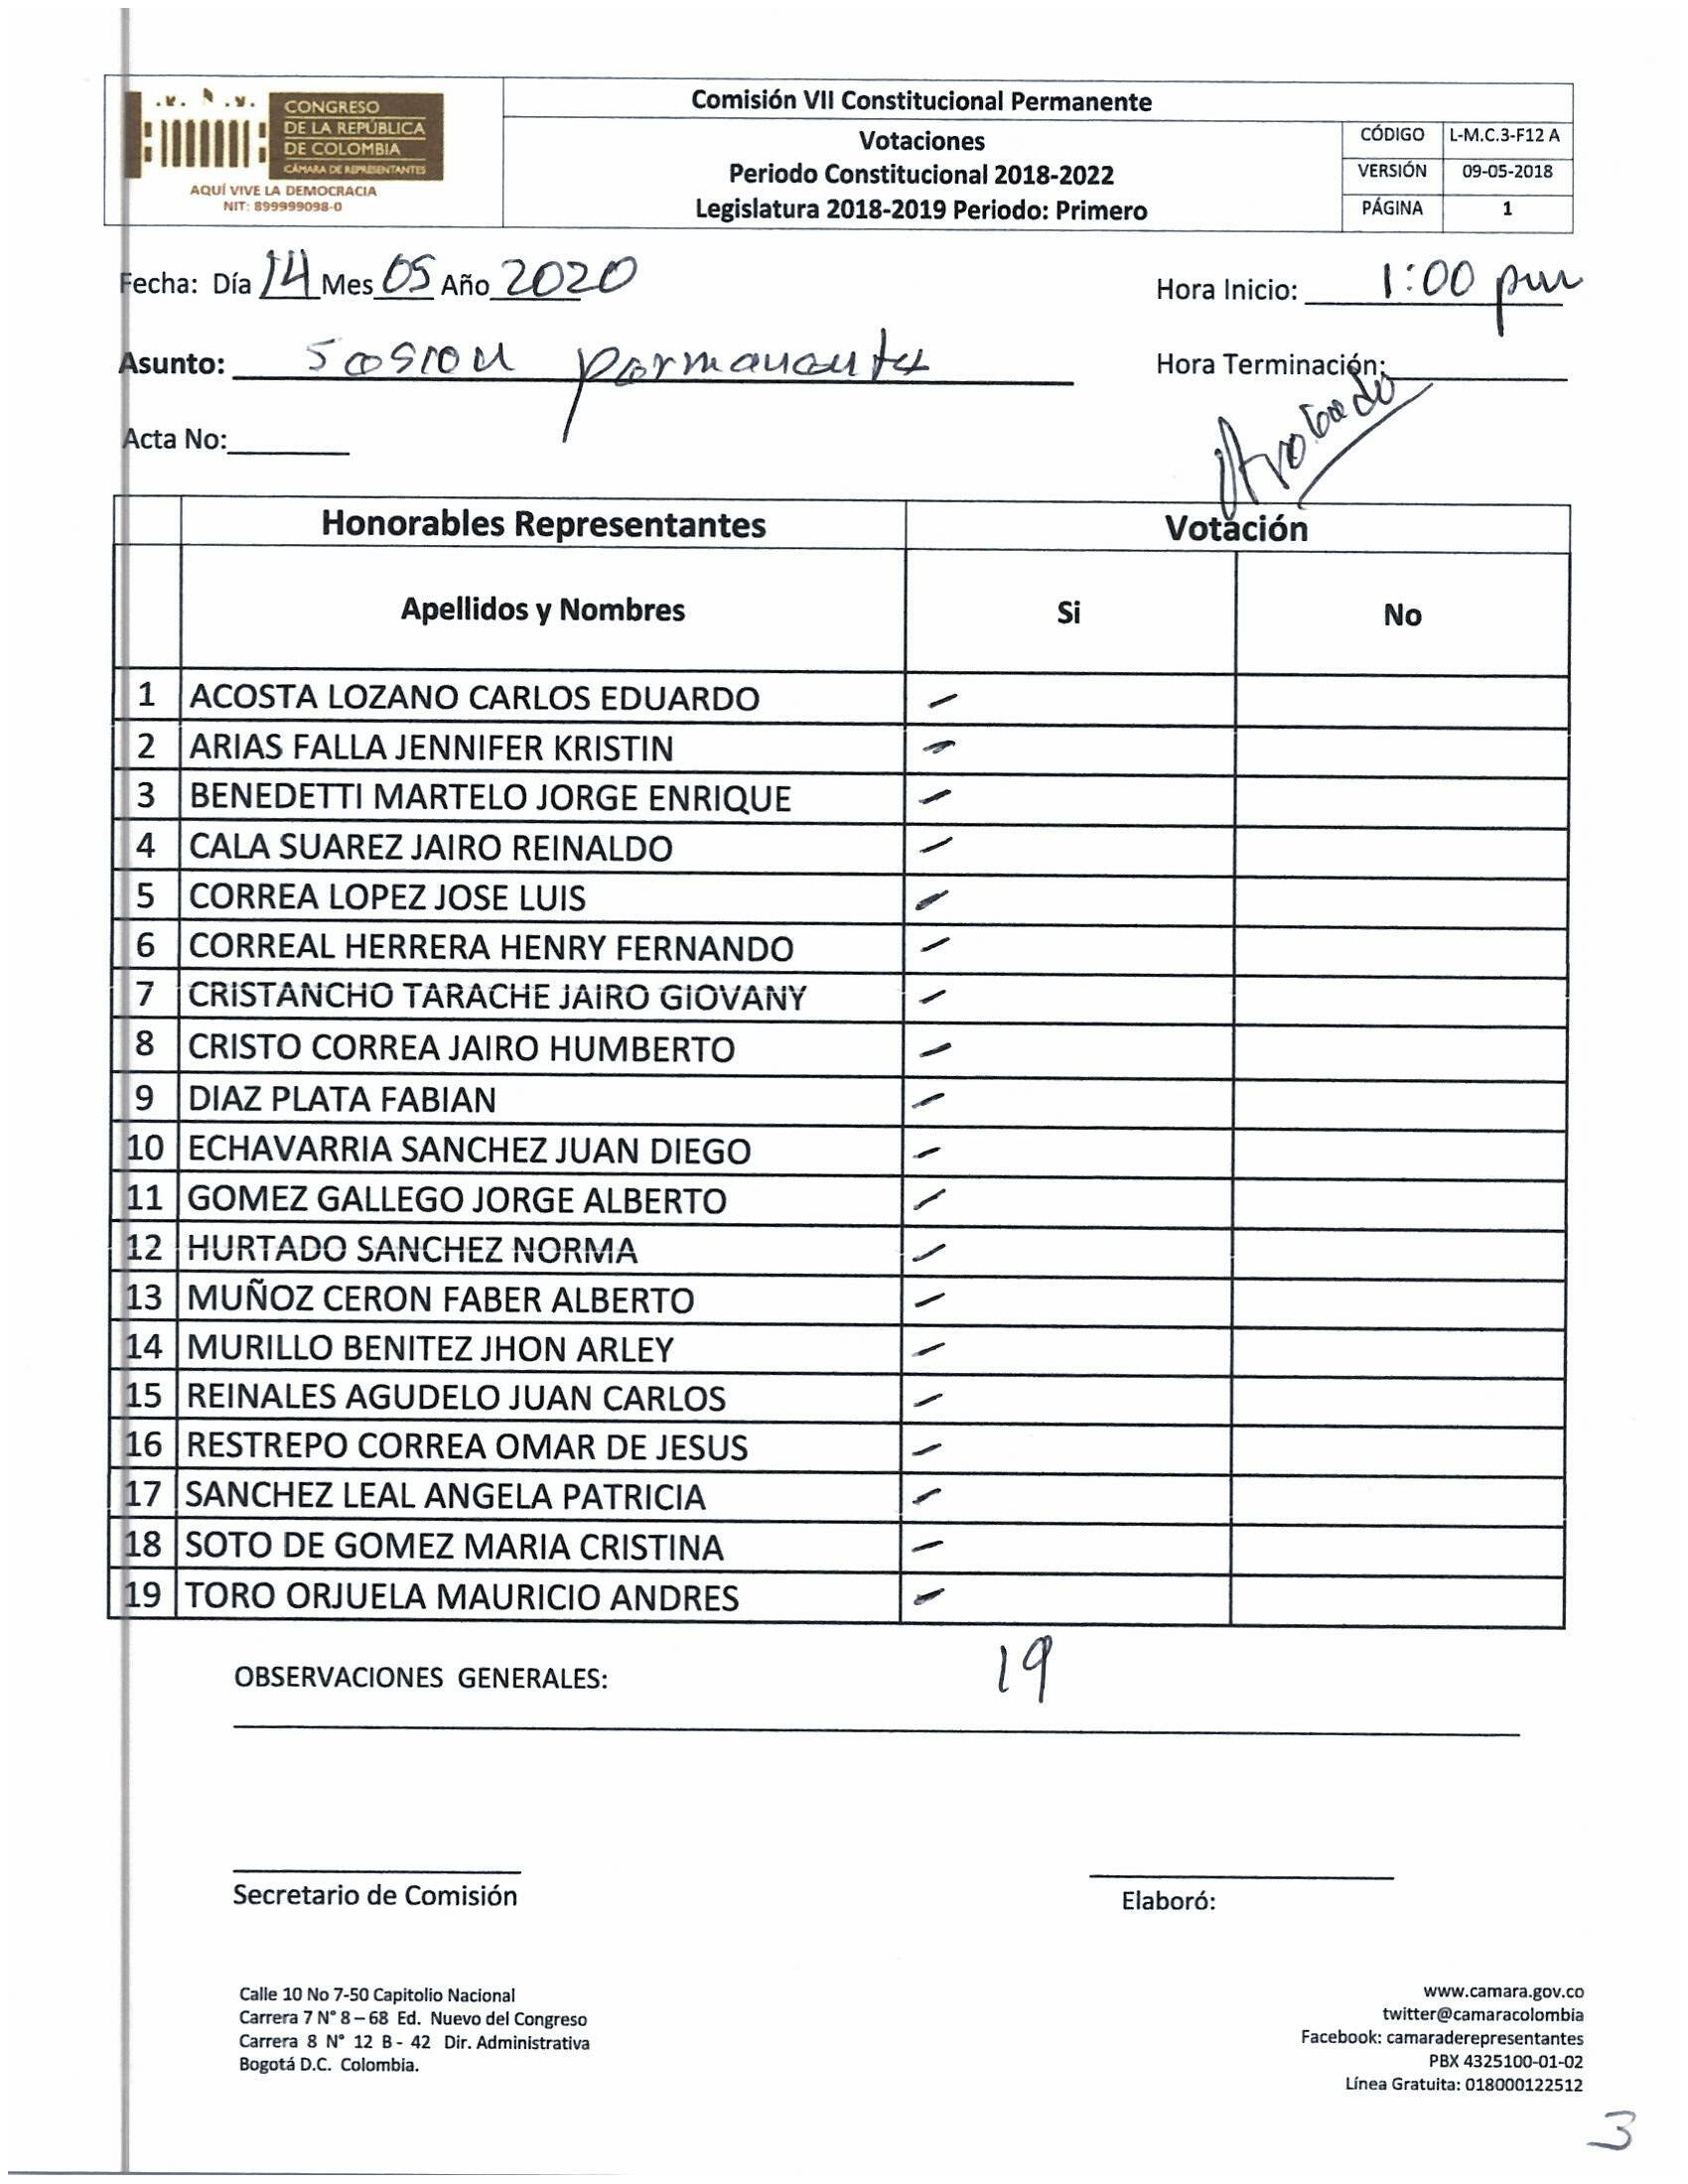 CONGRESO
DE LA REPÚBLICA
DE COLOMBIA
CÁMARA DE REPRESENTANTES
AQUÍ VIVE LA DEMOCRACIA
NIT: 899999098-0
Comisión VII Constitucional Permanente
Votaciones
Periodo Constitucional 2018-2022
Legislatura 2018-2019 Periodo: Primero
CÓDIGO L-M.C.3-F12 A
VERSIÓN 09-05-2018
PÁGINA 1
Fecha: Día 14 Mes 05 Año 2020 Hora Inicio: 1:00 pm
Asunto: Sesion permanente Hora Terminación:
Aprobado
Acta No:
Honorables Representantes Votación
Apellidos y Nombres Si No
1 ACOSTA LOZANO CARLOS EDUARDO –
2 ARIAS FALLA JENNIFER KRISTIN –
3 BENEDETTI MARTELO JORGE ENRIQUE –
4 CALA SUAREZ JAIRO REINALDO –
5 CORREA LOPEZ JOSE LUIS –
6 CORREAL HERRERA HENRY FERNANDO –
7 CRISTANCHO TARACHE JAIRO GIOVANY –
8 CRISTO CORREA JAIRO HUMBERTO –
9 DIAZ PLATA FABIAN –
10 ECHAVARRIA SANCHEZ JUAN DIEGO –
11 GOMEZ GALLEGO JORGE ALBERTO –
12 HURTADO SANCHEZ NORMA –
13 MUÑOZ CERON FABER ALBERTO –
14 MURILLO BENITEZ JHON ARLEY –
15 REINALES AGUDELO JUAN CARLOS –
16 RESTREPO CORREA OMAR DE JESUS –
17 SANCHEZ LEAL ANGELA PATRICIA –
18 SOTO DE GOMEZ MARIA CRISTINA –
19 TORO ORJUELA MAURICIO ANDRES –
OBSERVACIONES GENERALES: 19
Secretario de Comisión
Elaboró:
Calle 10 No 7-50 Capitolio Nacional
Carrera 7 N° 8 – 68 Ed. Nuevo del Congreso
Carrera 8 N° 12 B - 42 Dir. Administrativa
Bogotá D.C. Colombia.
www.camara.gov.co
twitter@camaracolombia
Facebook: camaraderepresentantes
PBX 4325100-01-02
Línea Gratuita: 018000122512
3